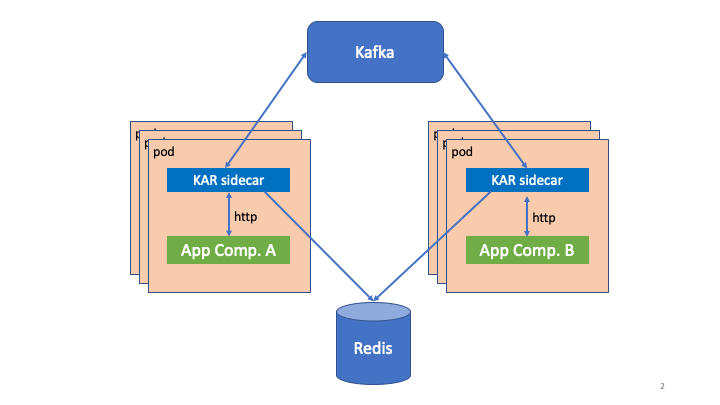 Kafka
pod
KAR sidecar
http
App Comp. A
pod
KAR sidecar
http
App Comp. B
Redis
2